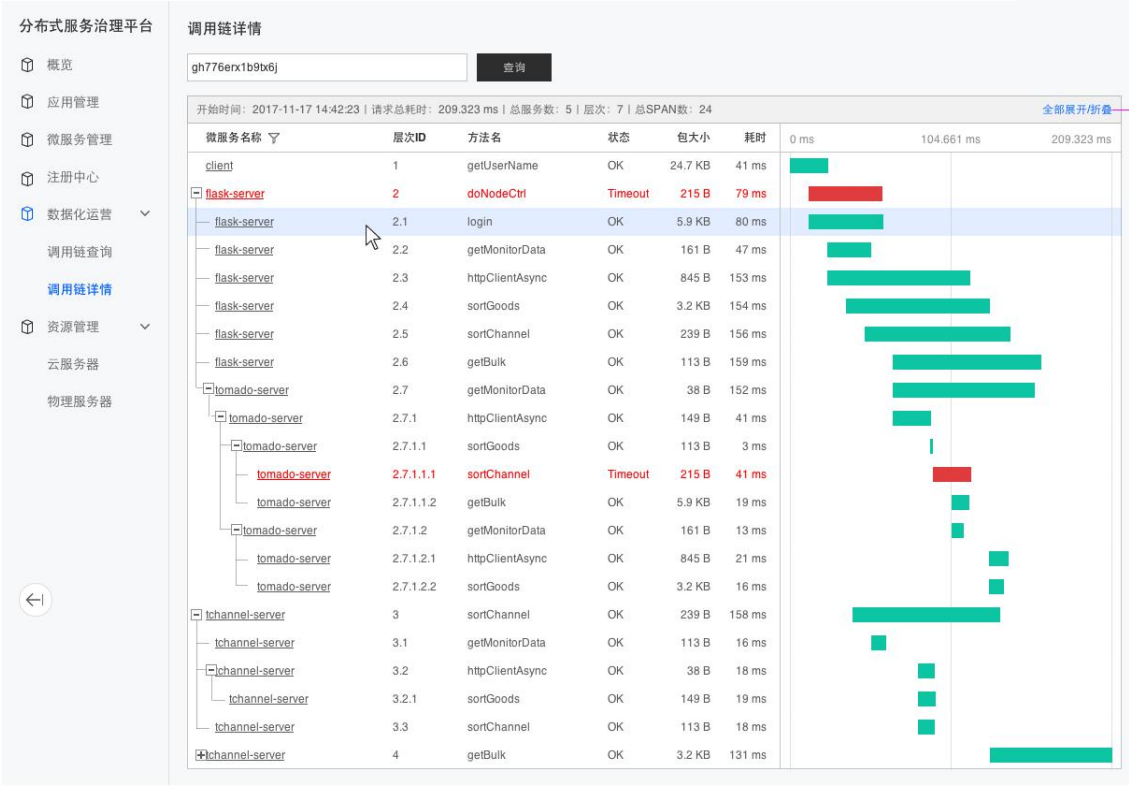 分布式服务治理平台
概览
应用管理
微服务管理
注册中心
数据化运营
调用链查询
调用链详情
资源管理
云服务器
物理服务器
调用链详情
gh776erx1b9tx6j 查询
开始时间：2017-11-17 14:42:23 | 请求总耗时：209.323 ms | 总服务数：5 | 层次：7 | 总SPAN数：24 全部展开/折叠
微服务名称 层次ID 方法名 状态 包大小 耗时 0 ms 104.661 ms 209.323 ms
client 1 getUserName OK 24.7 KB 41 ms
flask-server 2 doNodeCtrl Timeout 215 B 79 ms
flask-server 2.1 login OK 5.9 KB 80 ms
flask-server 2.2 getMonitorData OK 161 B 47 ms
flask-server 2.3 httpClientAsync OK 845 B 153 ms
flask-server 2.4 sortGoods OK 3.2 KB 154 ms
flask-server 2.5 sortChannel OK 239 B 156 ms
flask-server 2.6 getBulk OK 113 B 159 ms
tomado-server 2.7 getMonitorData OK 38 B 152 ms
tomado-server 2.7.1 httpClientAsync OK 149 B 41 ms
tomado-server 2.7.1.1 sortGoods OK 113 B 3 ms
tomado-server 2.7.1.1.1 sortChannel Timeout 215 B 41 ms
tomado-server 2.7.1.1.2 getBulk OK 5.9 KB 19 ms
tomado-server 2.7.1.2 getMonitorData OK 161 B 13 ms
tomado-server 2.7.1.2.1 httpClientAsync OK 845 B 21 ms
tomado-server 2.7.1.2.2 sortGoods OK 3.2 KB 16 ms
tchannel-server 3 sortChannel OK 239 B 158 ms
tchannel-server 3.1 getMonitorData OK 113 B 16 ms
tchannel-server 3.2 httpClientAsync OK 38 B 18 ms
tchannel-server 3.2.1 sortGoods OK 149 B 19 ms
tchannel-server 3.3 sortChannel OK 113 B 18 ms
tchannel-server 4 getBulk OK 3.2 KB 131 ms